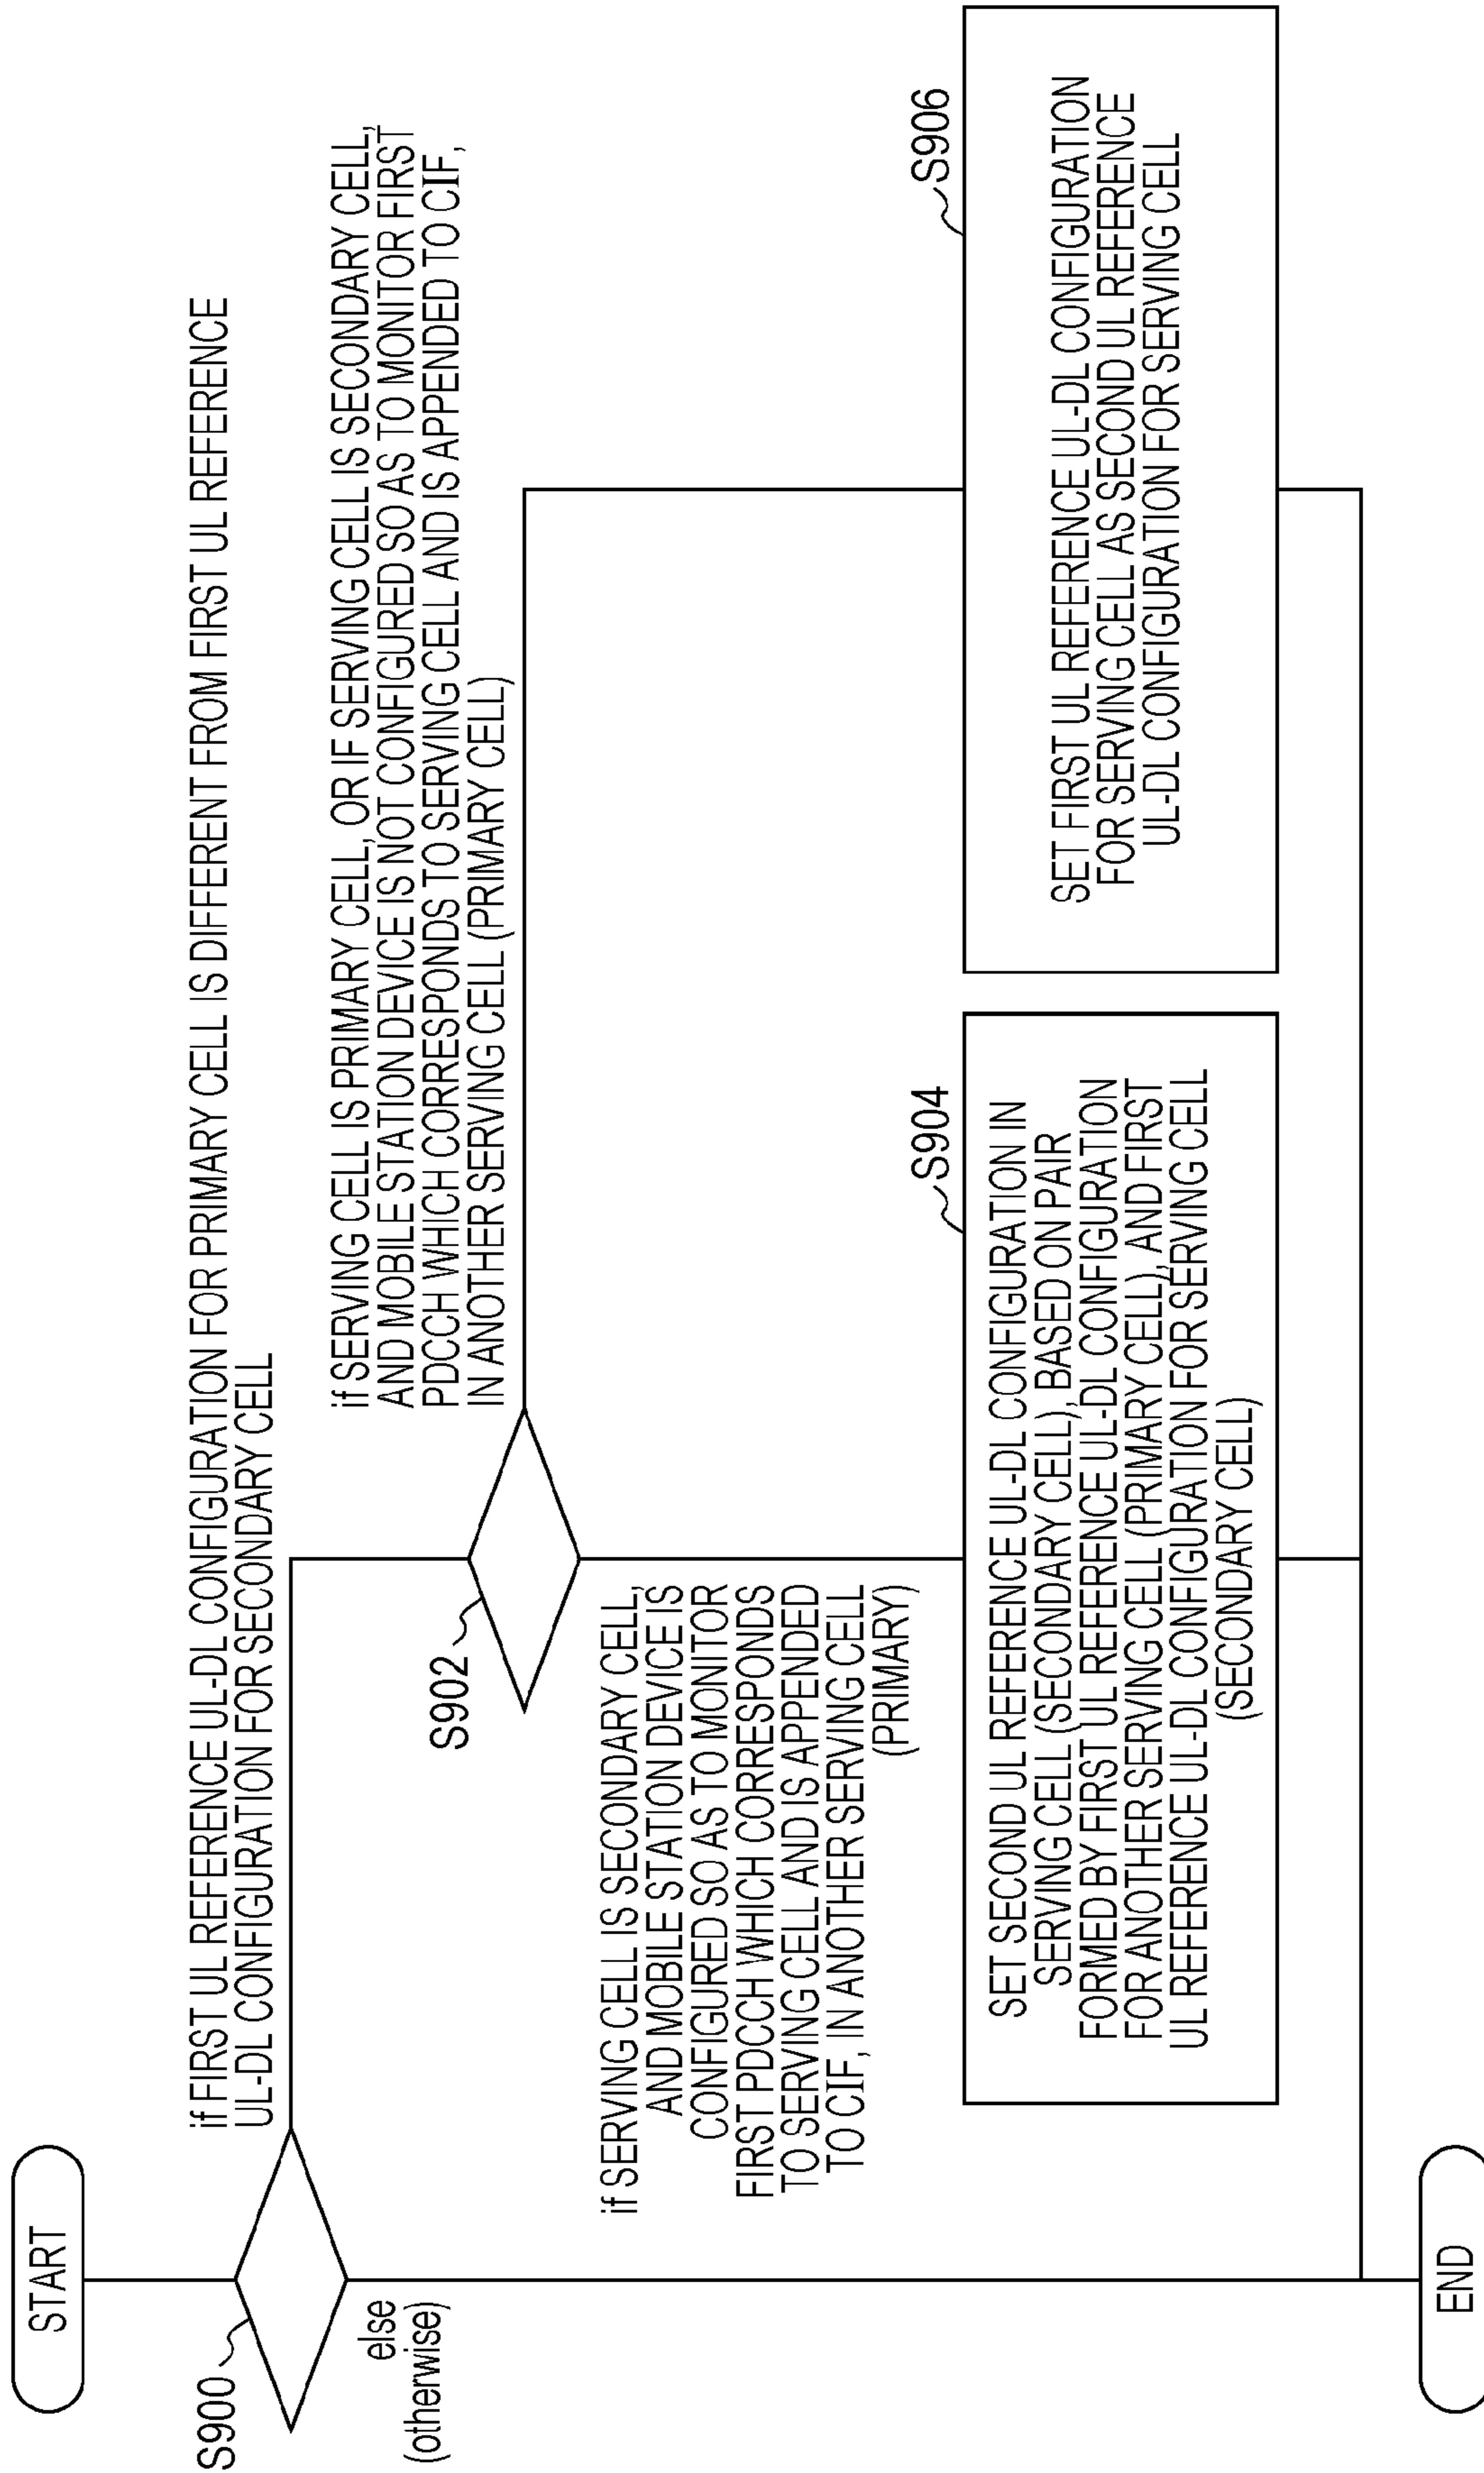 START
S900
if FIRST UL REFERENCE UL-DL CONFIGURATION FOR PRIMARY CELL IS DIFFERENT FROM FIRST UL REFERENCE
UL-DL CONFIGURATION FOR SECONDARY CELL
else
(otherwise)
S902
if SERVING CELL IS PRIMARY CELL, OR IF SERVING CELL IS SECONDARY CELL,
AND MOBILE STATION DEVICE IS NOT CONFIGURED SO AS TO MONITOR FIRST
PDCCH WHICH CORRESPONDS TO SERVING CELL AND IS APPENDED TO CIF,
IN ANOTHER SERVING CELL (PRIMARY CELL)
if SERVING CELL IS SECONDARY CELL,
AND MOBILE STATION DEVICE IS
CONFIGURED SO AS TO MONITOR
FIRST PDCCH WHICH CORRESPONDS
TO SERVING CELL AND IS APPENDED
TO CIF, IN ANOTHER SERVING CELL
(PRIMARY)
S904
SET SECOND UL REFERENCE UL-DL CONFIGURATION IN
SERVING CELL (SECONDARY CELL), BASED ON PAIR
FORMED BY FIRST UL REFERENCE UL-DL CONFIGURATION
FOR ANOTHER SERVING CELL (PRIMARY CELL), AND FIRST
UL REFERENCE UL-DL CONFIGURATION FOR SERVING CELL
(SECONDARY CELL)
S906
SET FIRST UL REFERENCE UL-DL CONFIGURATION
FOR SERVING CELL AS SECOND UL REFERENCE
UL-DL CONFIGURATION FOR SERVING CELL
END